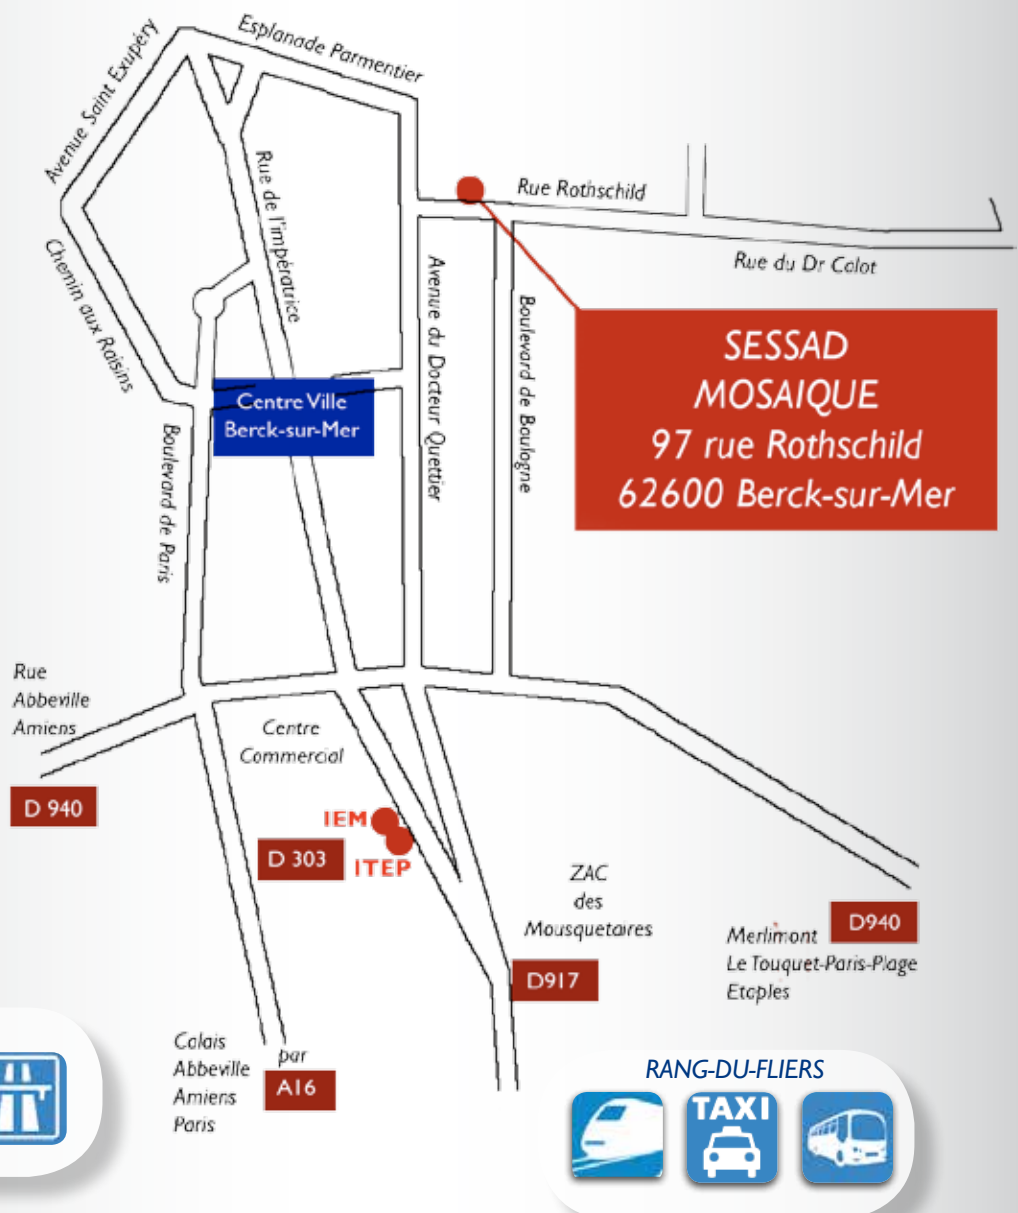 Esplanade Parmentier
Avenue Saint Exupéry
Rue de l'impératrice
Rue Rothschild
Rue du Dr Calot
Chemin aux Raisins
Avenue du Docteur Quettier
Boulevard de Boulogne
SESSAD
MOSAIQUE
97 rue Rothschild
62600 Berck-sur-Mer
Centre Ville
Berck-sur-Mer
Boulevard de Paris
Rue
Abbeville
Amiens
D 940
Centre
Commercial
IEM
ITEP
D 303
ZAC
des
Mousquetaires
D917
D940
Merlimont
Le Touquet-Paris-Plage
Etaples
Calais
Abbeville
Amiens
Paris
par
A16
RANG-DU-FLIERS
TAXI